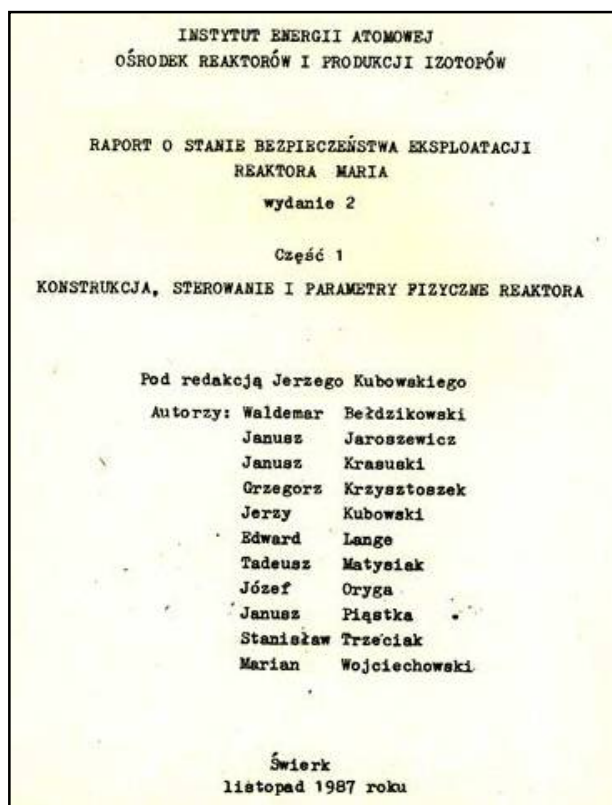 INSTYTUT ENERGII ATOMOWEJ
OŚRODEK REAKTORÓW I PRODUKCJI IZOTOPÓW
RAPORT O STANIE BEZPIECZEŃSTWA EKSPLOATACJI
REAKTORA MARIA
wydanie 2
Część 1
KONSTRUKCJA, STEROWANIE I PARAMETRY FIZYCZNE REAKTORA
Pod redakcją Jerzego Kubowskiego
Autorzy: Waldemar Bełdzikowski
Janusz Jaroszewicz
Janusz Krasuski
Grzegorz Krzysztoszek
Jerzy Kubowski
Edward Lange
Tadeusz Matysiak
Józef Oryga
Janusz Piąstka
Stanisław Trzeciak
Marian Wojciechowski
Świerk
listopad 1987 roku